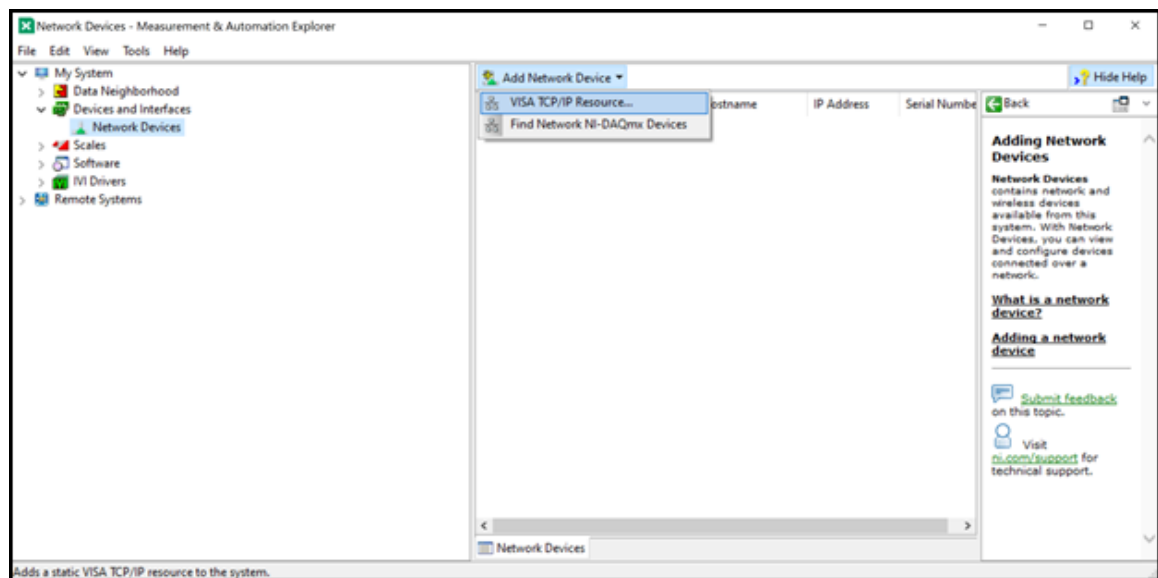 Network Devices - Measurement & Automation Explorer
File Edit View Tools Help
My System
Data Neighborhood
Devices and Interfaces
Network Devices
Scales
Software
IVI Drivers
Remote Systems
Add Network Device
VISA TCP/IP Resource...
Find Network NI-DAQmx Devices
ostname IP Address Serial Numbe
Hide Help
Back
Adding Network
Devices
Network Devices
contains network and
wireless devices
available from this
system. With Network
Devices, you can view
and configure devices
connected over a
network.
What is a network
device?
Adding a network
device
Submit feedback
on this topic.
Visit
ni.com/support for
technical support.
Network Devices
Adds a static VISA TCP/IP resource to the system.